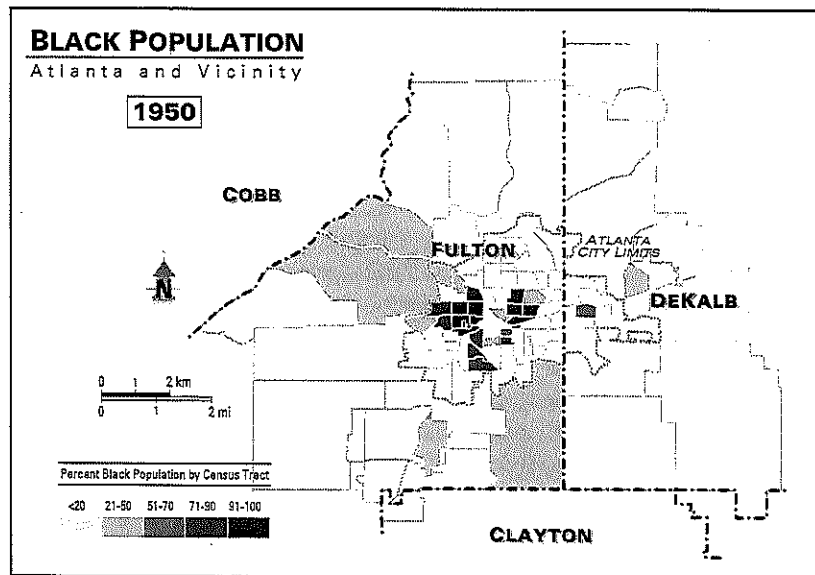 BLACK POPULATION
Atlanta and Vicinity
1950
COBB
FULTON
ATLANTA
CITY LIMITS
DEKALB
N
0 1 2 km
0 1 2 mi
Percent Black Population by Census Tract
<20 21-50 51-70 71-90 91-100
CLAYTON